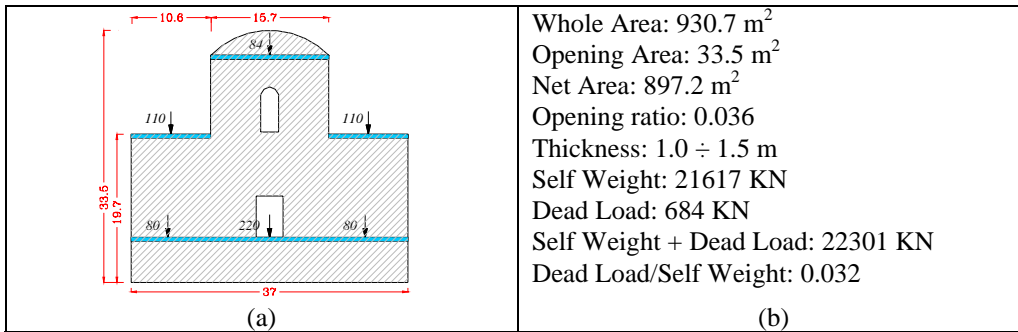 10.6 15.7
84
110 110
33.5
19.7
80 220 80
37
(a)
Whole Area: 930.7 m²
Opening Area: 33.5 m²
Net Area: 897.2 m²
Opening ratio: 0.036
Thickness: 1.0 ÷ 1.5 m
Self Weight: 21617 KN
Dead Load: 684 KN
Self Weight + Dead Load: 22301 KN
Dead Load/Self Weight: 0.032
(b)